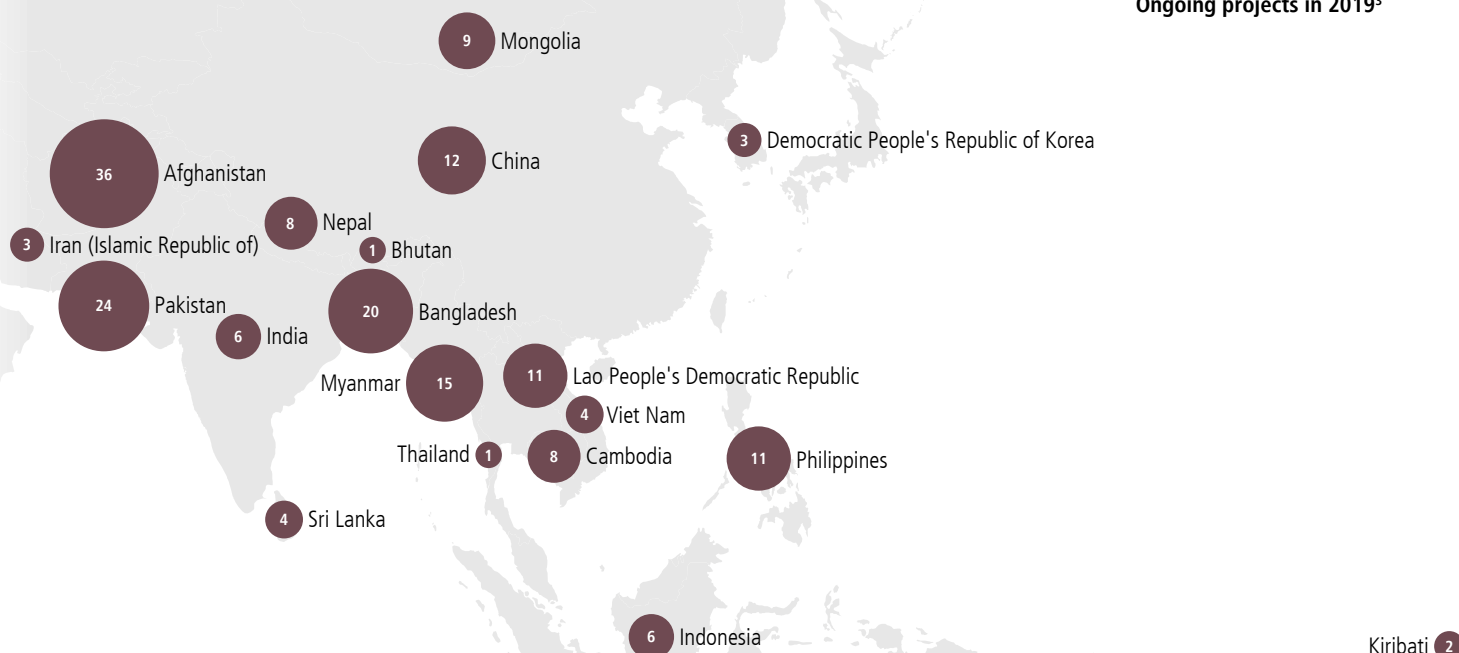 Ongoing projects in 2019³
9 Mongolia
3 Democratic People's Republic of Korea
12 China
36 Afghanistan
8 Nepal
3 Iran (Islamic Republic of)
1 Bhutan
24 Pakistan
20 Bangladesh
6 India
Myanmar 15
11 Lao People's Democratic Republic
4 Viet Nam
Thailand 1
8 Cambodia
11 Philippines
4 Sri Lanka
6 Indonesia
Kiribati 2